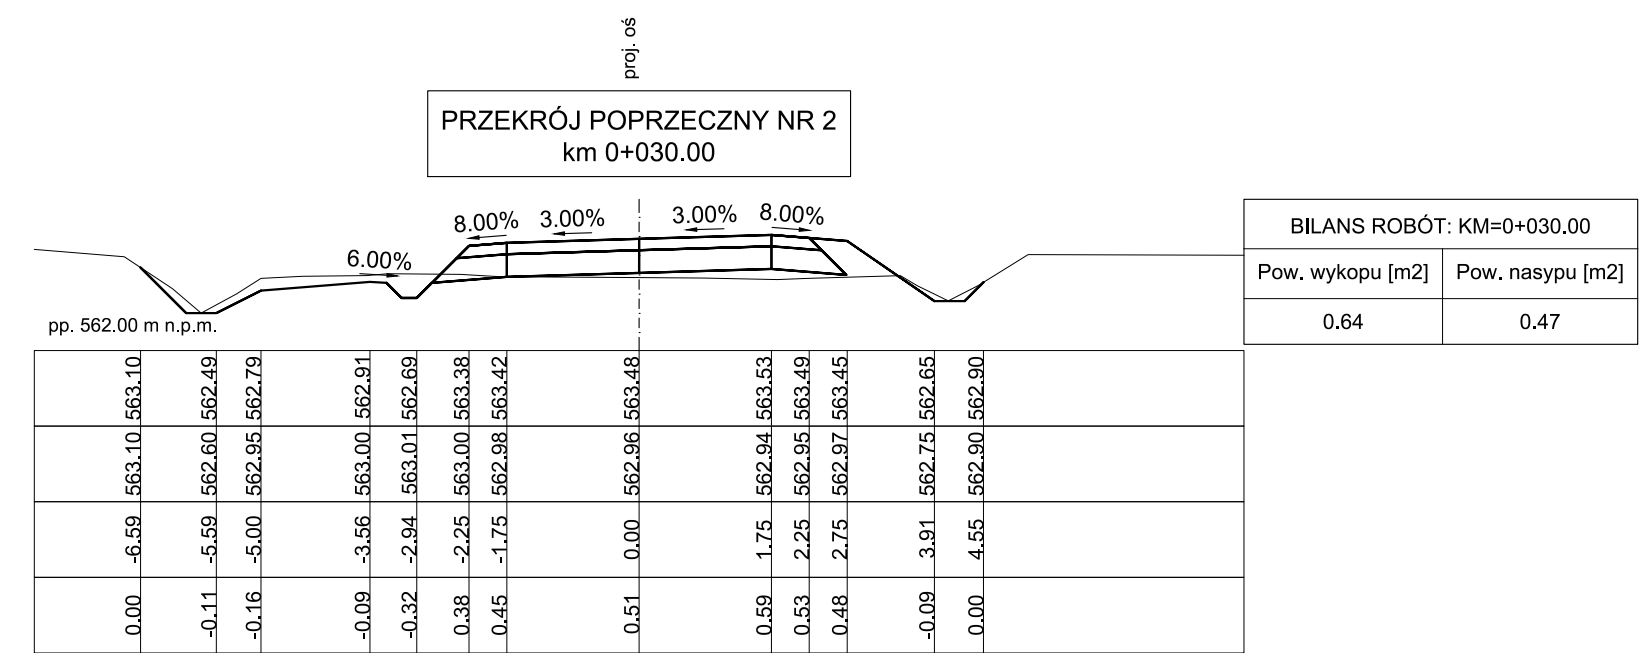 proj. oś
PRZEKRÓJ POPRZECZNY NR 2
km 0+030.00
8.00% 3.00% 3.00% 8.00%
6.00%
BILANS ROBÓT: KM=0+030.00
Pow. wykopu [m2] Pow. nasypu [m2]
0.64 0.47
pp. 562.00 m n.p.m.
563.10 562.49 562.79 562.91 562.69 563.38 563.42 563.48 563.53 563.49 563.45 562.65 562.90
563.10 562.60 562.95 563.00 563.01 563.00 562.98 562.96 562.94 562.95 562.97 562.75 562.90
-6.59 -5.59 -5.00 -3.56 -2.94 -2.25 -1.75 0.00 1.75 2.25 2.75 3.91 4.55
0.00 -0.11 -0.16 -0.09 -0.32 0.38 0.45 0.51 0.59 0.53 0.48 -0.09 0.00